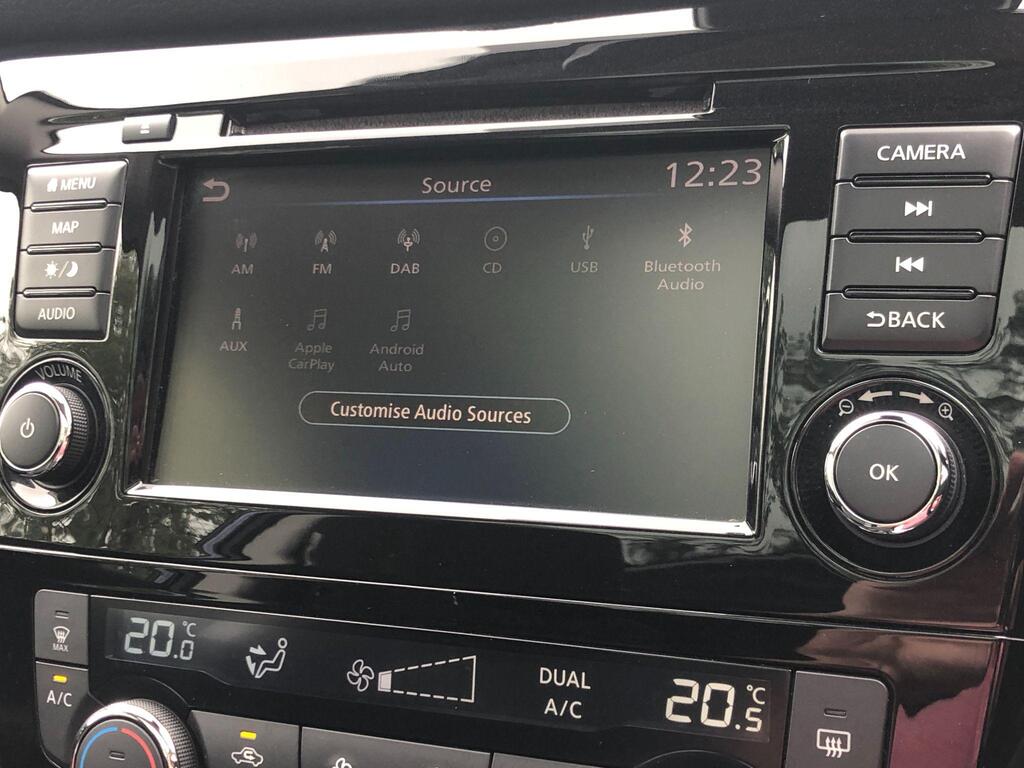 MENU
MAP
AUDIO
VOLUME
Source
12:23
AM
FM
DAB
CD
USB
Bluetooth
Audio
AUX
Apple
CarPlay
Android
Auto
Customise Audio Sources
CAMERA
BACK
OK
MAX
A/C
20.0°C
DUAL
A/C
20.5°C